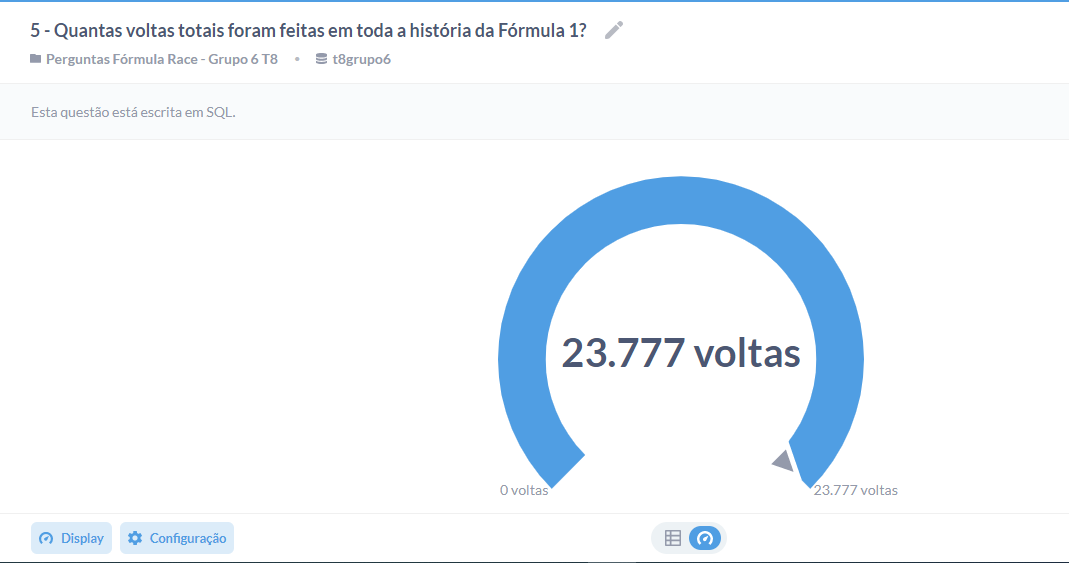 5 - Quantas voltas totais foram feitas em toda a história da Fórmula 1?
Perguntas Fórmula Race - Grupo 6 T8 • t8grupo6
Esta questão está escrita em SQL.
23.777 voltas
0 voltas
23.777 voltas
Display
Configuração